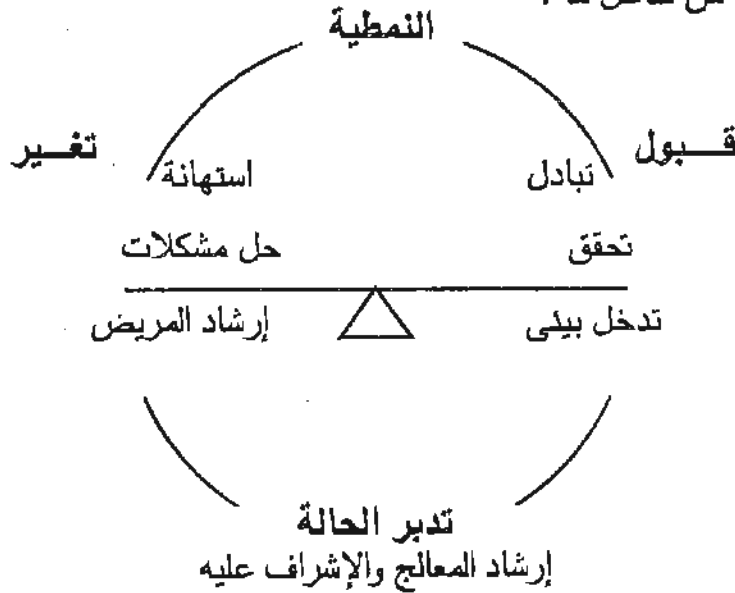 النمطية
قبول
تغير
تبادل
استهانة
تحقق
حل مشكلات
تدخل بيئى
إرشاد المريض
تدبر الحالة
إرشاد المعالج والإشراف عليه